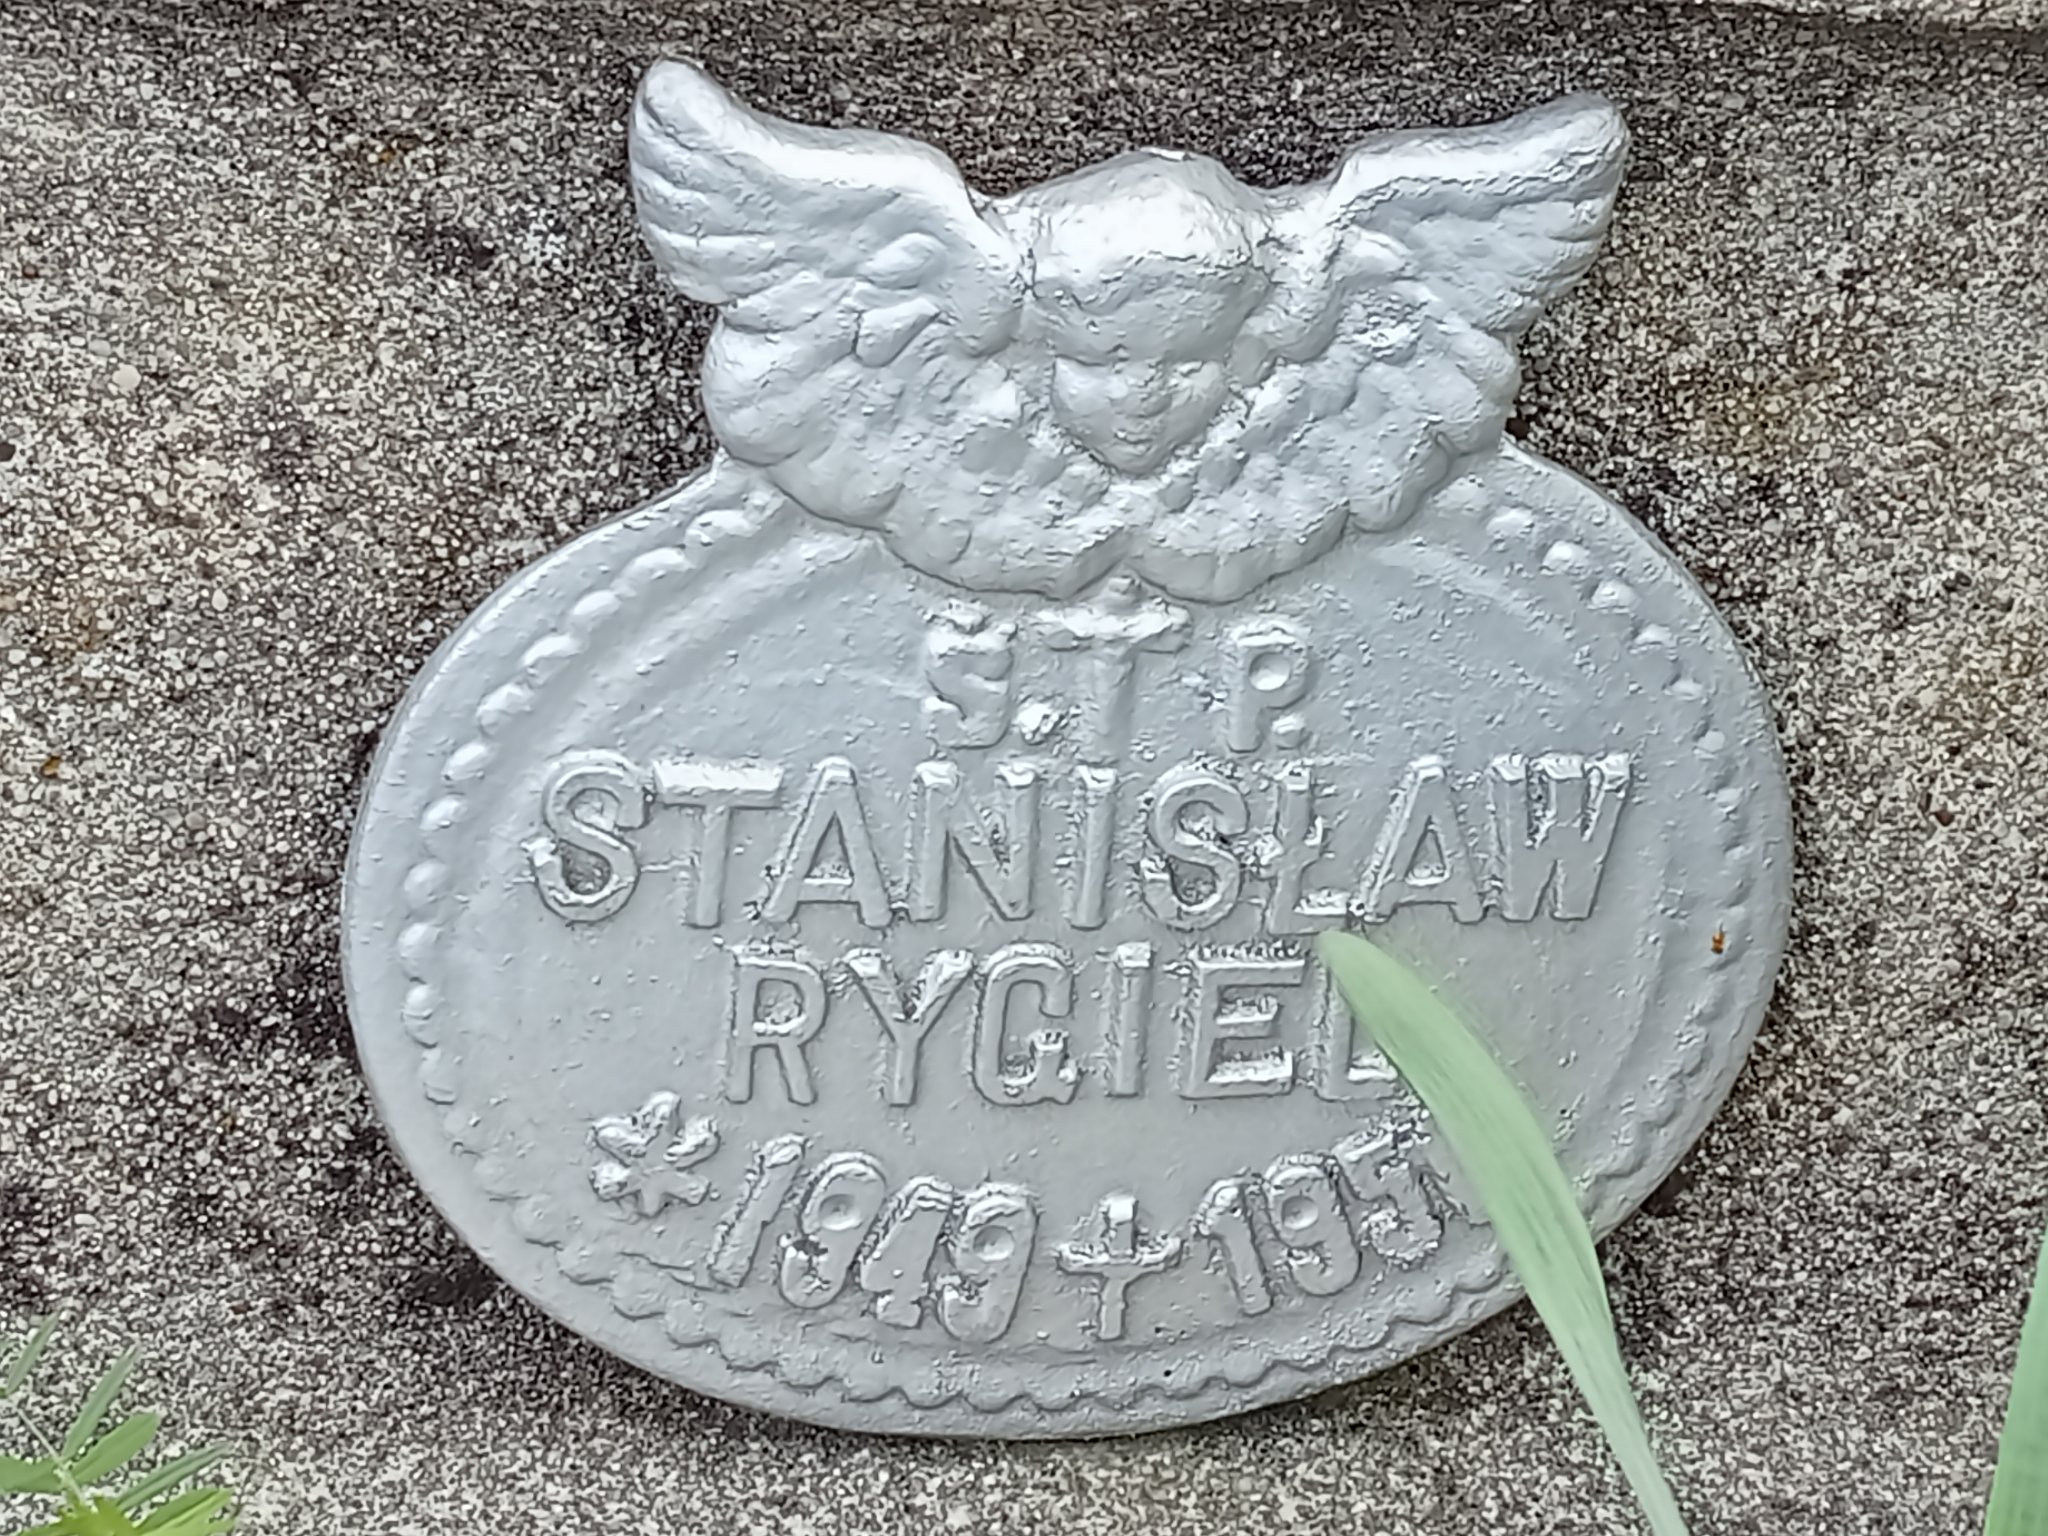 Ś.†P.
STANISŁAW
RYGIEL
*1949 + 195